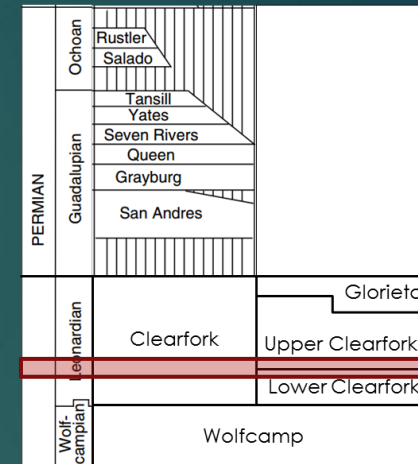 PERMIAN
Ochoan
Rustler
Salado
Guadalupian
Tansill
Yates
Seven Rivers
Queen
Grayburg
San Andres
Leonardian
Clearfork
Upper Clearfork
Lower Clearfork
Wolf-
campian
Wolfcamp